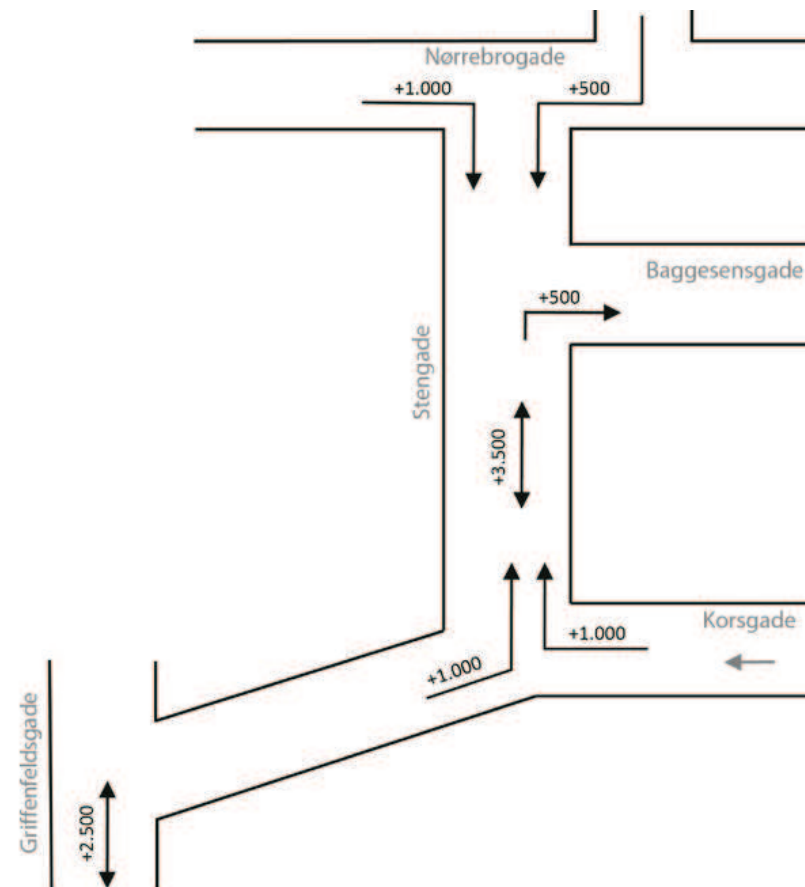 Nørrebrogade
+1.000
+500
Baggesensgade
+500
Stengade
+3.500
Korsgade
+1.000
+1.000
Griffenfeldsgade
+2.500